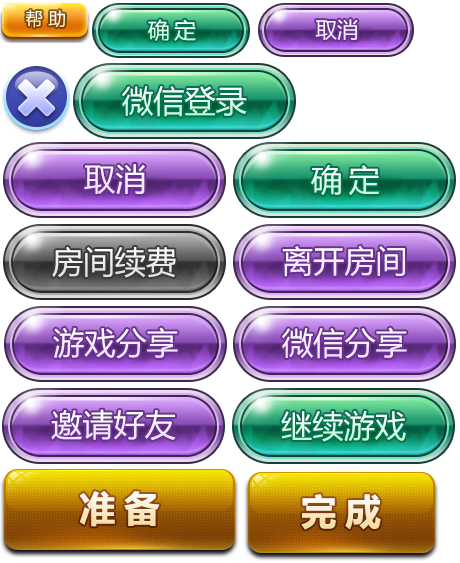 帮助
确定
取消
微信登录
取消
确定
房间续费
离开房间
游戏分享
微信分享
邀请好友
继续游戏
准备
完成